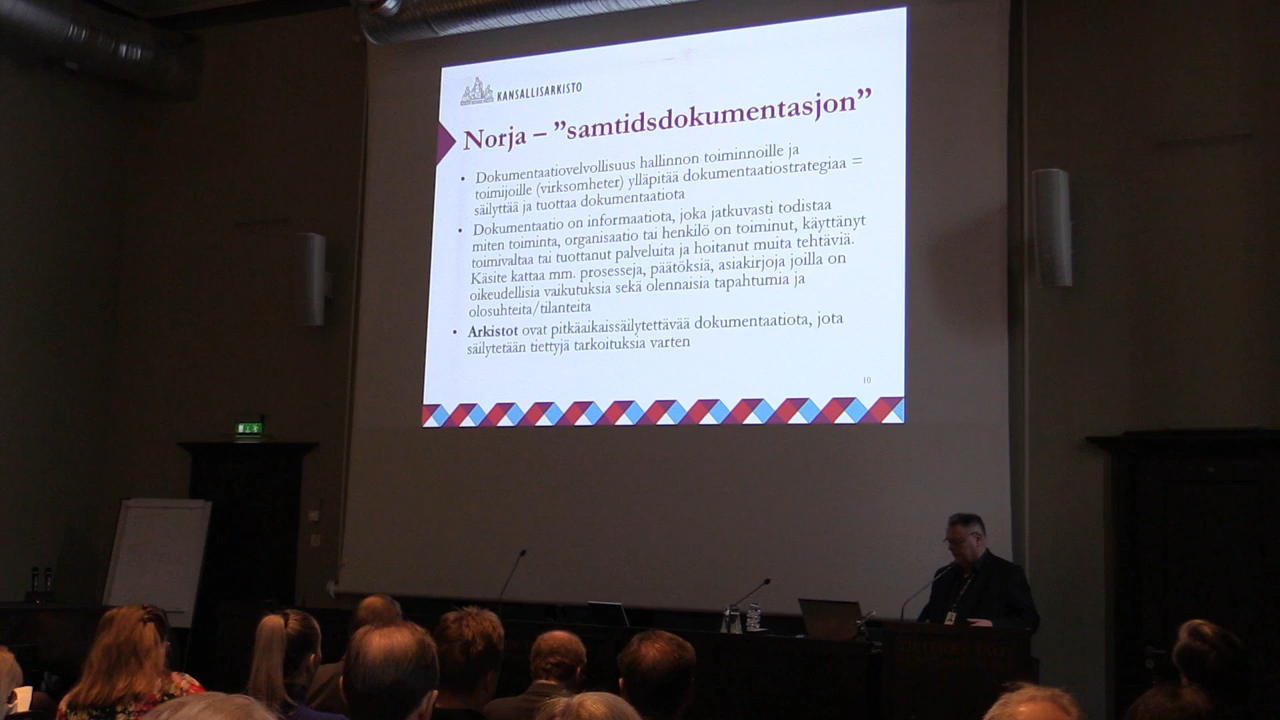 KANSALLISARKISTO
Norja – ”samtidsdokumentasjon”
• Dokumentaatiovelvollisuus hallinnon toiminnoille ja
toimijoille (virksomheter) ylläpitää dokumentaatiostrategiaa =
säilyttää ja tuottaa dokumentaatiota
• Dokumentaatio on informaatiota, joka jatkuvasti todistaa
miten toiminta, organisaatio tai henkilö on toiminut, käyttänyt
toimivaltaa tai tuottanut palveluita ja hoitanut muita tehtäviä.
Käsite kattaa mm. prosesseja, päätöksiä, asiakirjoja joilla on
oikeudellisia vaikutuksia sekä olennaisia tapahtumia ja
olosuhteita/tilanteita
• Arkistot ovat pitkäaikaissäilytettävää dokumentaatiota, jota
säilytetään tiettyjä tarkoituksia varten
10